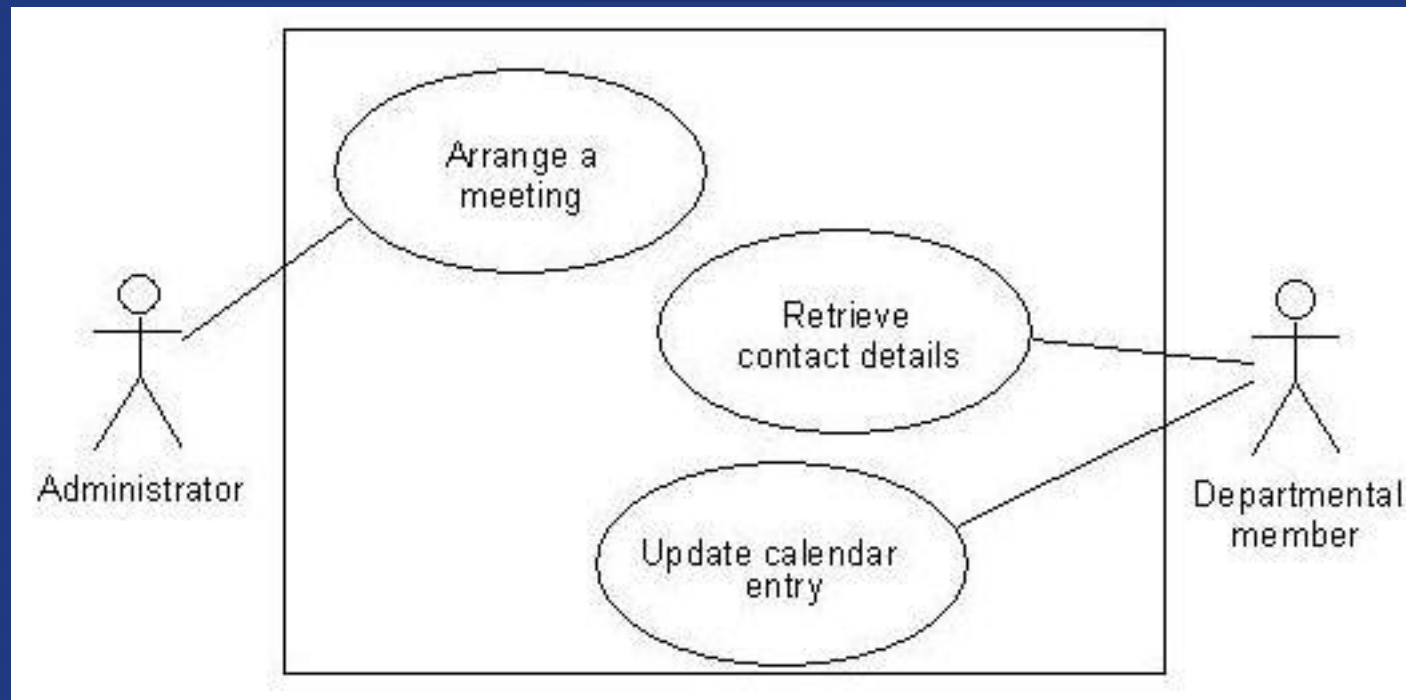 Arrange a
meeting
Retrieve
contact details
Administrator
Departmental
member
Update calendar
entry